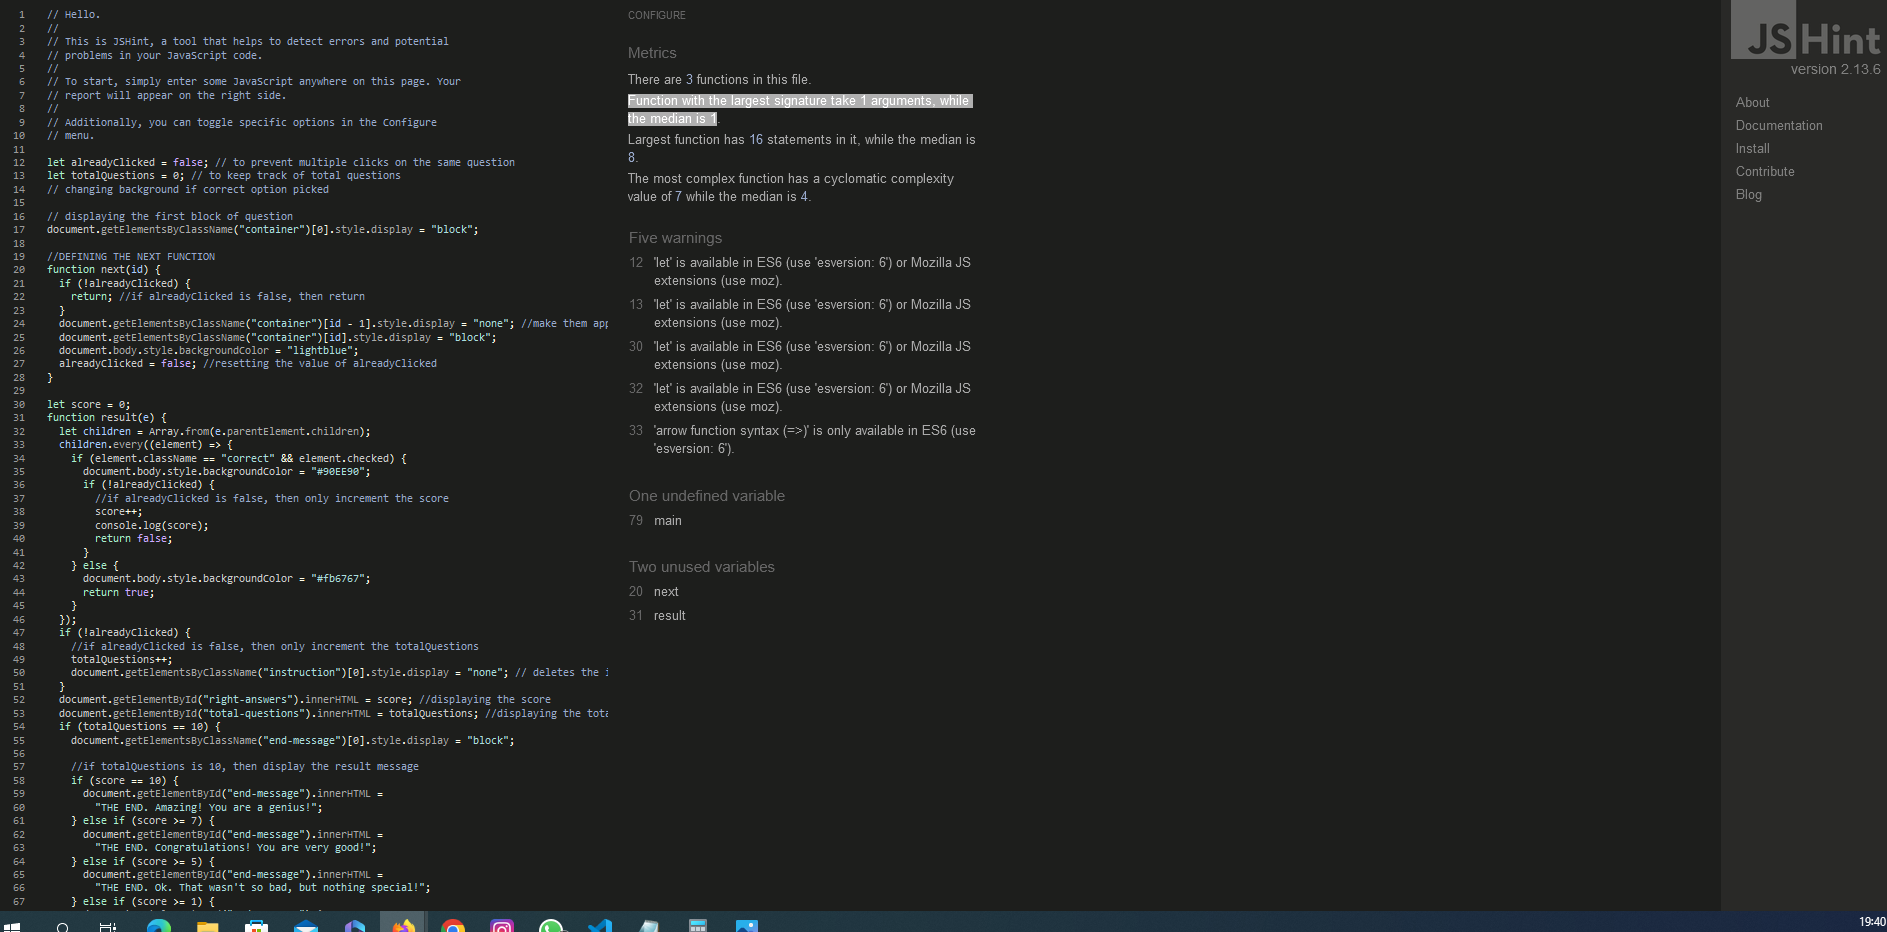 1 // Hello.
2 //
3 // This is JSHint, a tool that helps to detect errors and potential
4 // problems in your JavaScript code.
5 //
6 // To start, simply enter some JavaScript anywhere on this page. Your
7 // report will appear on the right side.
8 //
9 // Additionally, you can toggle specific options in the Configure
10 // menu.
11
12 let alreadyClicked = false; // to prevent multiple clicks on the same question
13 let totalQuestions = 0; // to keep track of total questions
14 // changing background if correct option picked
15
16 // displaying the first block of question
17 document.getElementsByClassName("container")[0].style.display = "block";
18
19 //DEFINING THE NEXT FUNCTION
20 function next(id) {
21 if (!alreadyClicked) {
22 return; //if alreadyClicked is false, then return
23 }
24 document.getElementsByClassName("container")[id - 1].style.display = "none"; //make them app
25 document.getElementsByClassName("container")[id].style.display = "block";
26 document.body.style.backgroundColor = "lightblue";
27 alreadyClicked = false; //resetting the value of alreadyClicked
28 }
29
30 let score = 0;
31 function result(e) {
32 let children = Array.from(e.parentElement.children);
33 children.every((element) => {
34 if (element.className == "correct" && element.checked) {
35 document.body.style.backgroundColor = "#90EE90";
36 if (!alreadyClicked) {
37 //if alreadyClicked is false, then only increment the score
38 score++;
39 console.log(score);
40 return false;
41 }
42 } else {
43 document.body.style.backgroundColor = "#fb6767";
44 return true;
45 }
46 });
47 if (!alreadyClicked) {
48 //if alreadyClicked is false, then only increment the totalQuestions
49 totalQuestions++;
50 document.getElementsByClassName("instruction")[0].style.display = "none"; // deletes the i
51 }
52 document.getElementById("right-answers").innerHTML = score; //displaying the score
53 document.getElementById("total-questions").innerHTML = totalQuestions; //displaying the tota
54 if (totalQuestions == 10) {
55 document.getElementsByClassName("end-message")[0].style.display = "block";
56
57 //if totalQuestions is 10, then display the result message
58 if (score == 10) {
59 document.getElementById("end-message").innerHTML =
60 "THE END. Amazing! You are a genius!";
61 } else if (score >= 7) {
62 document.getElementById("end-message").innerHTML =
63 "THE END. Congratulations! You are very good!";
64 } else if (score >= 5) {
65 document.getElementById("end-message").innerHTML =
66 "THE END. Ok. That wasn't so bad, but nothing special!";
67 } else if (score >= 1) {
CONFIGURE
Metrics
There are 3 functions in this file.
Function with the largest signature take 1 arguments, while
the median is 1.
Largest function has 16 statements in it, while the median is
8.
The most complex function has a cyclomatic complexity
value of 7 while the median is 4.
Five warnings
12 'let' is available in ES6 (use 'esversion: 6') or Mozilla JS
extensions (use moz).
13 'let' is available in ES6 (use 'esversion: 6') or Mozilla JS
extensions (use moz).
30 'let' is available in ES6 (use 'esversion: 6') or Mozilla JS
extensions (use moz).
32 'let' is available in ES6 (use 'esversion: 6') or Mozilla JS
extensions (use moz).
33 'arrow function syntax (=>)' is only available in ES6 (use
'esversion: 6').
One undefined variable
79 main
Two unused variables
20 next
31 result
JSHint
version 2.13.6
About
Documentation
Install
Contribute
Blog
19:40